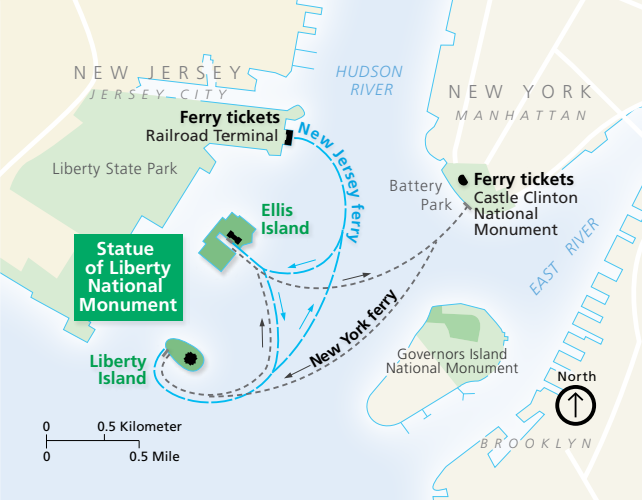 NEW JERSEY
JERSEY CITY
HUDSON
RIVER
NEW YORK
MANHATTAN
Ferry tickets
Railroad Terminal
New Jersey ferry
Liberty State Park
Battery
Park
Ferry tickets
Castle Clinton
National
Monument
Ellis
Island
EAST RIVER
Statue
of Liberty
National
Monument
New York ferry
Liberty
Island
Governors Island
National Monument
North
0 0.5 Kilometer
0 0.5 Mile
BROOKLYN